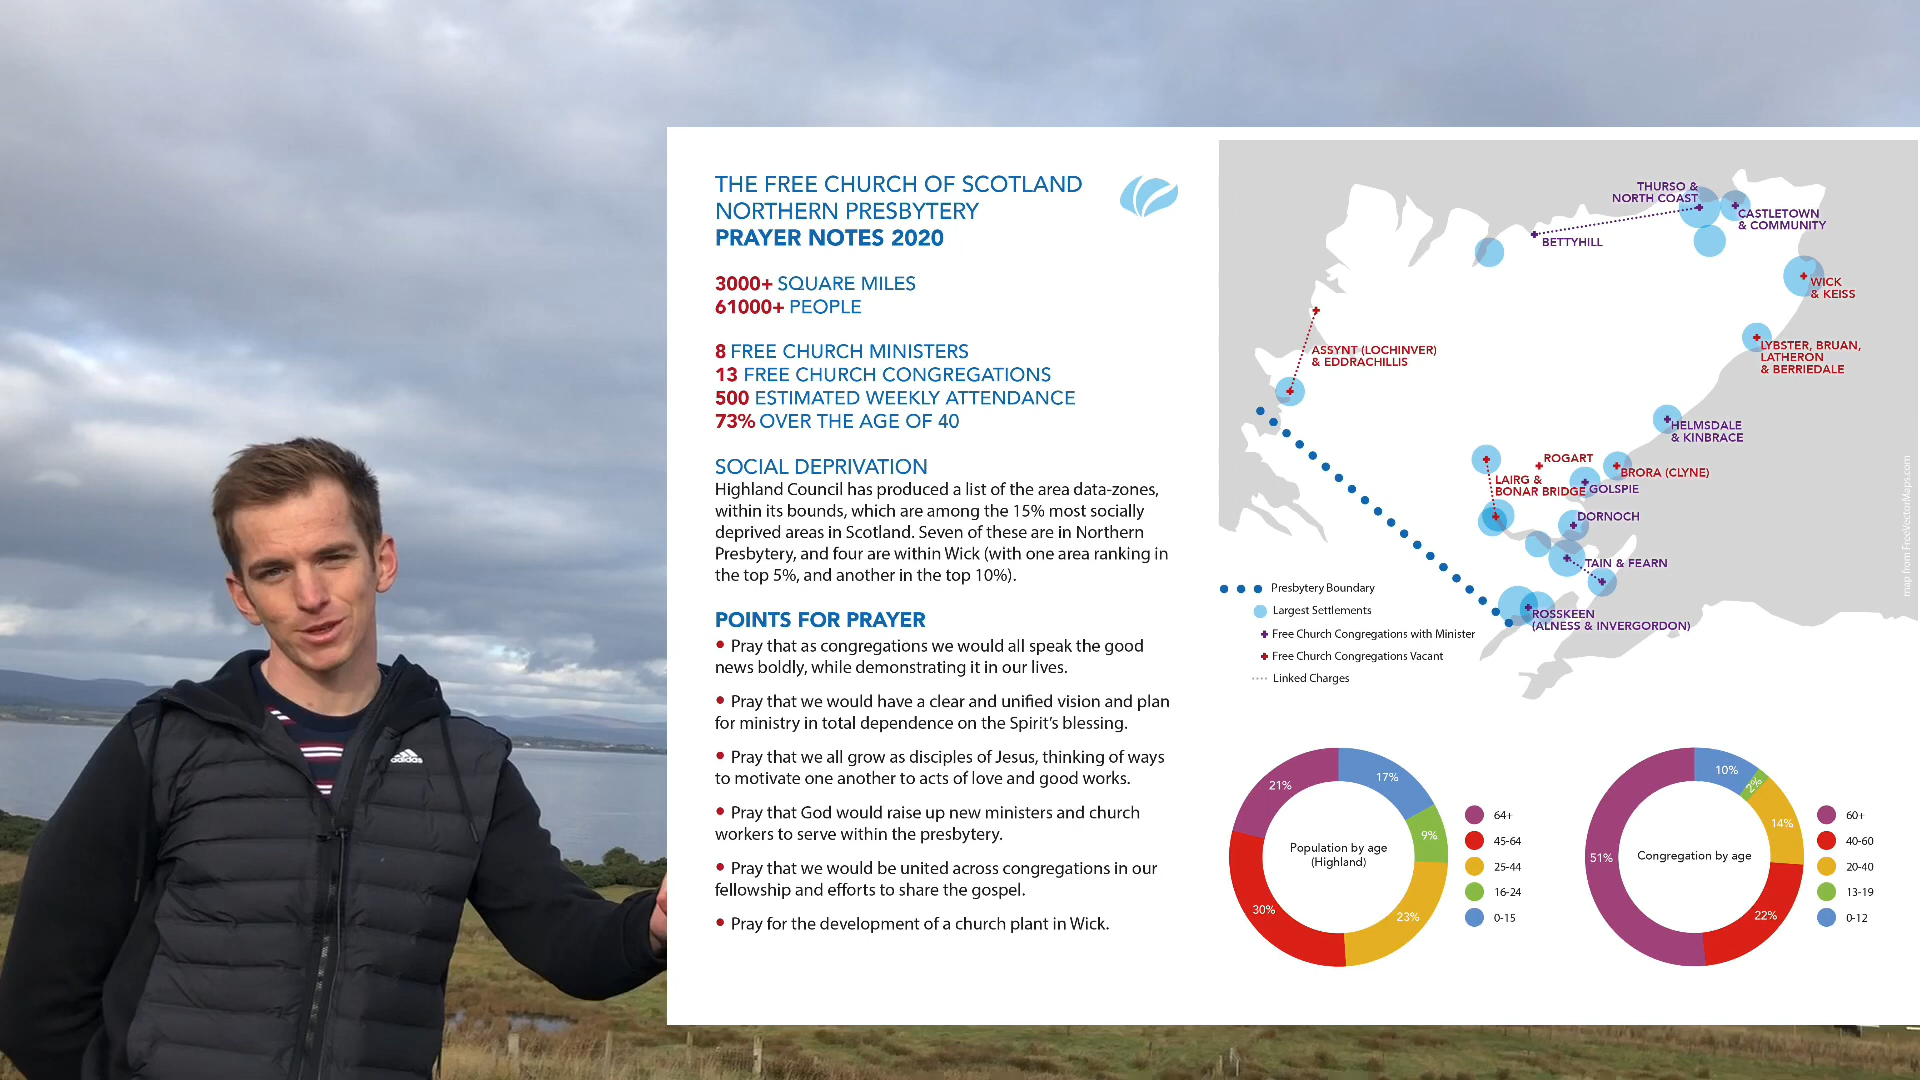 THE FREE CHURCH OF SCOTLAND
NORTHERN PRESBYTERY
PRAYER NOTES 2020
3000+ SQUARE MILES
61000+ PEOPLE
8 FREE CHURCH MINISTERS
13 FREE CHURCH CONGREGATIONS
500 ESTIMATED WEEKLY ATTENDANCE
73% OVER THE AGE OF 40
SOCIAL DEPRIVATION
Highland Council has produced a list of the area data-zones,
within its bounds, which are among the 15% most socially
deprived areas in Scotland. Seven of these are in Northern
Presbytery, and four are within Wick (with one area ranking in
the top 5%, and another in the top 10%).
POINTS FOR PRAYER
• Pray that as congregations we would all speak the good
news boldly, while demonstrating it in our lives.
• Pray that we would have a clear and unified vision and plan
for ministry in total dependence on the Spirit's blessing.
• Pray that we all grow as disciples of Jesus, thinking of ways
to motivate one another to acts of love and good works.
• Pray that God would raise up new ministers and church
workers to serve within the presbytery.
• Pray that we would be united across congregations in our
fellowship and efforts to share the gospel.
• Pray for the development of a church plant in Wick.
THURSO &
NORTH COAST
CASTLETOWN
& COMMUNITY
BETTYHILL
WICK
& KEISS
ASSYNT (LOCHINVER)
& EDDRACHILLIS
LYBSTER, BRUAN,
LATHERON
& BERRIEDALE
HELMSDALE
& KINBRACE
ROGART
BRORA (CLYNE)
LAIRG &
BONAR BRIDGE
GOLSPIE
DORNOCH
TAIN & FEARN
ROSSKEEN
(ALNESS & INVERGORDON)
Presbytery Boundary
Largest Settlements
Free Church Congregations with Minister
Free Church Congregations Vacant
Linked Charges
map from FreeVectorMaps.com
21%
17%
9%
23%
30%
Population by age
(Highland)
64+
45-64
25-44
16-24
0-15
10%
2%
14%
22%
51%
Congregation by age
60+
40-60
20-40
13-19
0-12
adidas